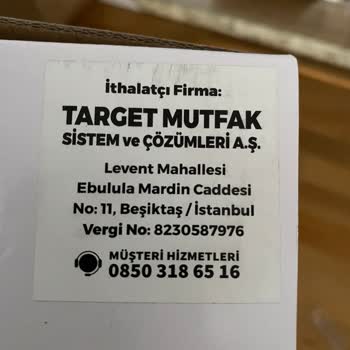 İthalatçı Firma:
TARGET MUTFAK
SİSTEM ve ÇÖZÜMLERİ A.Ş.
Levent Mahallesi
Ebulula Mardin Caddesi
No: 11, Beşiktaş / İstanbul
Vergi No: 8230587976
MÜŞTERİ HİZMETLERİ
0850 318 65 16